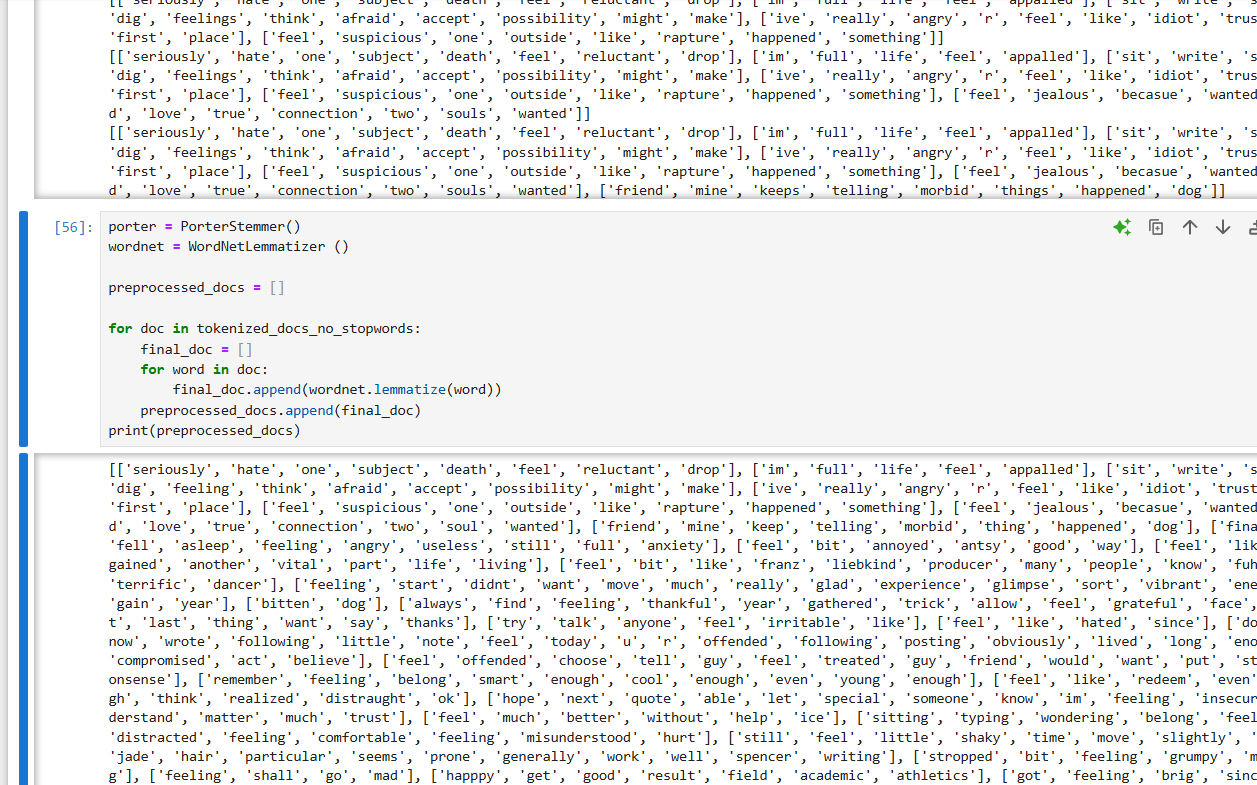 [['seriously', 'hate', 'one', 'subject', 'death', 'feel', 'reluctant', 'drop'], ['im', 'full', 'life', 'feel', 'appalled'], ['sit', 'write', 's
'dig', 'feelings', 'think', 'afraid', 'accept', 'possibility', 'might', 'make'], ['ive', 'really', 'angry', 'r', 'feel', 'like', 'idiot', 'trus
'first', 'place'], ['feel', 'suspicious', 'one', 'outside', 'like', 'rapture', 'happened', 'something']]
[['seriously', 'hate', 'one', 'subject', 'death', 'feel', 'reluctant', 'drop'], ['im', 'full', 'life', 'feel', 'appalled'], ['sit', 'write', 's
'dig', 'feelings', 'think', 'afraid', 'accept', 'possibility', 'might', 'make'], ['ive', 'really', 'angry', 'r', 'feel', 'like', 'idiot', 'trus
'first', 'place'], ['feel', 'suspicious', 'one', 'outside', 'like', 'rapture', 'happened', 'something'], ['feel', 'jealous', 'becasue', 'wanted
d', 'love', 'true', 'connection', 'two', 'souls', 'wanted']]
[['seriously', 'hate', 'one', 'subject', 'death', 'feel', 'reluctant', 'drop'], ['im', 'full', 'life', 'feel', 'appalled'], ['sit', 'write', 's
'dig', 'feelings', 'think', 'afraid', 'accept', 'possibility', 'might', 'make'], ['ive', 'really', 'angry', 'r', 'feel', 'like', 'idiot', 'trus
'first', 'place'], ['feel', 'suspicious', 'one', 'outside', 'like', 'rapture', 'happened', 'something'], ['feel', 'jealous', 'becasue', 'wanted
d', 'love', 'true', 'connection', 'two', 'souls', 'wanted'], ['friend', 'mine', 'keeps', 'telling', 'morbid', 'things', 'happened', 'dog']]
[56]: porter = PorterStemmer()
wordnet = WordNetLemmatizer ()
preprocessed_docs = []
for doc in tokenized_docs_no_stopwords:
    final_doc = []
    for word in doc:
        final_doc.append(wordnet.lemmatize(word))
    preprocessed_docs.append(final_doc)
print(preprocessed_docs)
[['seriously', 'hate', 'one', 'subject', 'death', 'feel', 'reluctant', 'drop'], ['im', 'full', 'life', 'feel', 'appalled'], ['sit', 'write', 's
'dig', 'feeling', 'think', 'afraid', 'accept', 'possibility', 'might', 'make'], ['ive', 'really', 'angry', 'r', 'feel', 'like', 'idiot', 'trust
'first', 'place'], ['feel', 'suspicious', 'one', 'outside', 'like', 'rapture', 'happened', 'something'], ['feel', 'jealous', 'becasue', 'wanted
d', 'love', 'true', 'connection', 'two', 'soul', 'wanted'], ['friend', 'mine', 'keep', 'telling', 'morbid', 'thing', 'happened', 'dog'], ['fina
'fell', 'asleep', 'feeling', 'angry', 'useless', 'still', 'full', 'anxiety'], ['feel', 'bit', 'annoyed', 'antsy', 'good', 'way'], ['feel', 'lik
gained', 'another', 'vital', 'part', 'life', 'living'], ['feel', 'bit', 'like', 'franz', 'liebkind', 'producer', 'many', 'people', 'know', 'fuh
'terrific', 'dancer'], ['feeling', 'start', 'didnt', 'want', 'move', 'much', 'really', 'glad', 'experience', 'glimpse', 'sort', 'vibrant', 'ene
'gain', 'year'], ['bitten', 'dog'], ['always', 'find', 'feeling', 'thankful', 'year', 'gathered', 'trick', 'allow', 'feel', 'grateful', 'face',
t', 'last', 'thing', 'want', 'say', 'thanks'], ['try', 'talk', 'anyone', 'feel', 'irritable', 'like'], ['feel', 'like', 'hated', 'since'], ['do
now', 'wrote', 'following', 'little', 'note', 'feel', 'today', 'u', 'r', 'offended', 'following', 'posting', 'obviously', 'lived', 'long', 'eno
'compromised', 'act', 'believe'], ['feel', 'offended', 'choose', 'tell', 'guy', 'feel', 'treated', 'guy', 'friend', 'would', 'want', 'put', 'st
onsense'], ['remember', 'feeling', 'belong', 'smart', 'enough', 'cool', 'enough', 'even', 'young', 'enough'], ['feel', 'like', 'redeem', 'even'
gh', 'think', 'realized', 'distraught', 'ok'], ['hope', 'next', 'quote', 'able', 'let', 'special', 'someone', 'know', 'im', 'feeling', 'insecur
derstand', 'matter', 'much', 'trust'], ['feel', 'much', 'better', 'without', 'help', 'ice'], ['sitting', 'typing', 'wondering', 'belong', 'feel
'distracted', 'feeling', 'comfortable', 'feeling', 'misunderstood', 'hurt'], ['still', 'feel', 'little', 'shaky', 'time', 'move', 'slightly', '
'jade', 'hair', 'particular', 'seems', 'prone', 'generally', 'work', 'well', 'spencer', 'writing'], ['stropped', 'bit', 'feeling', 'grumpy', 'm
g'], ['feeling', 'shall', 'go', 'mad'], ['happpy', 'get', 'good', 'result', 'field', 'academic', 'athletics'], ['got', 'feeling', 'brig', 'sinc